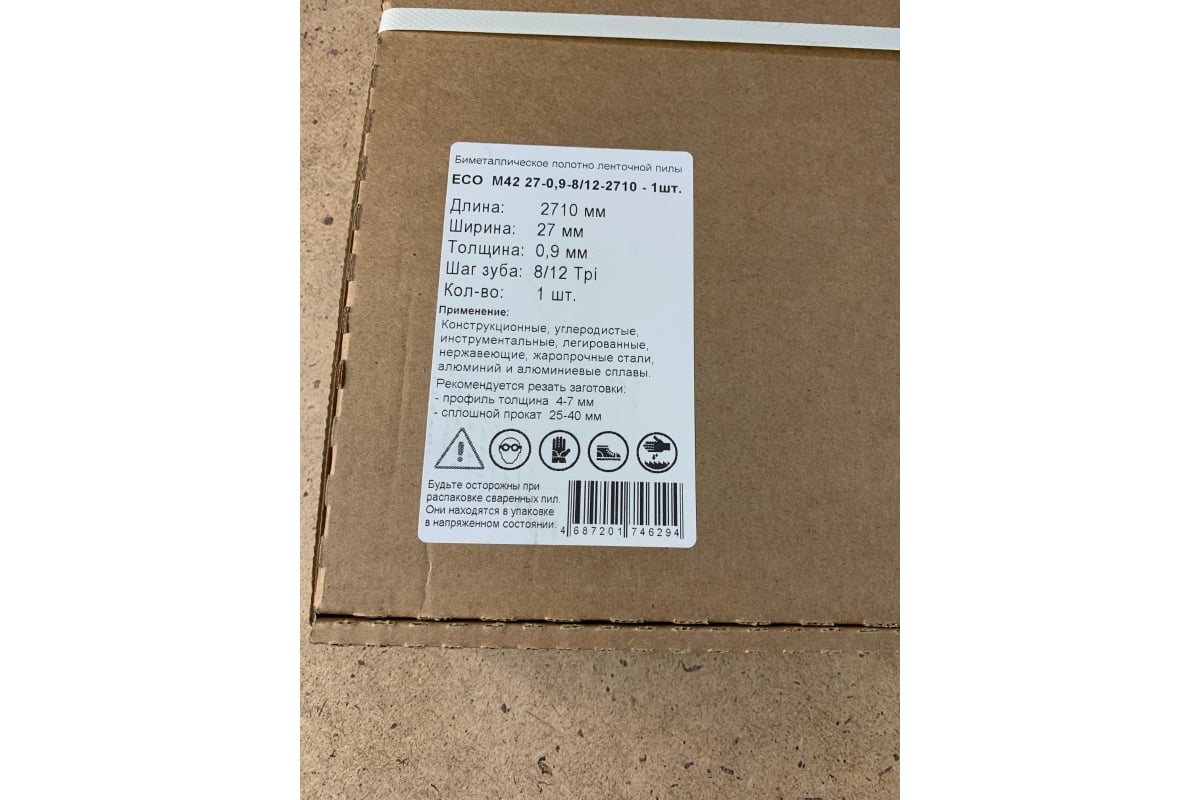 Биметаллическое полотно ленточной пилы
ECO М42 27-0,9-8/12-2710 - 1шт.
Длина: 2710 мм
Ширина: 27 мм
Толщина: 0,9 мм
Шаг зуба: 8/12 Tpi
Кол-во: 1 шт.
Применение:
Конструкционные, углеродистые,
инструментальные, легированные,
нержавеющие, жаропрочные стали,
алюминий и алюминиевые сплавы.
Рекомендуется резать заготовки:
- профиль толщина 4-7 мм
- сплошной прокат 25-40 мм
Будьте осторожны при
распаковке сваренных пил.
Они находятся в упаковке
в напряженном состоянии.
4 687201 746294